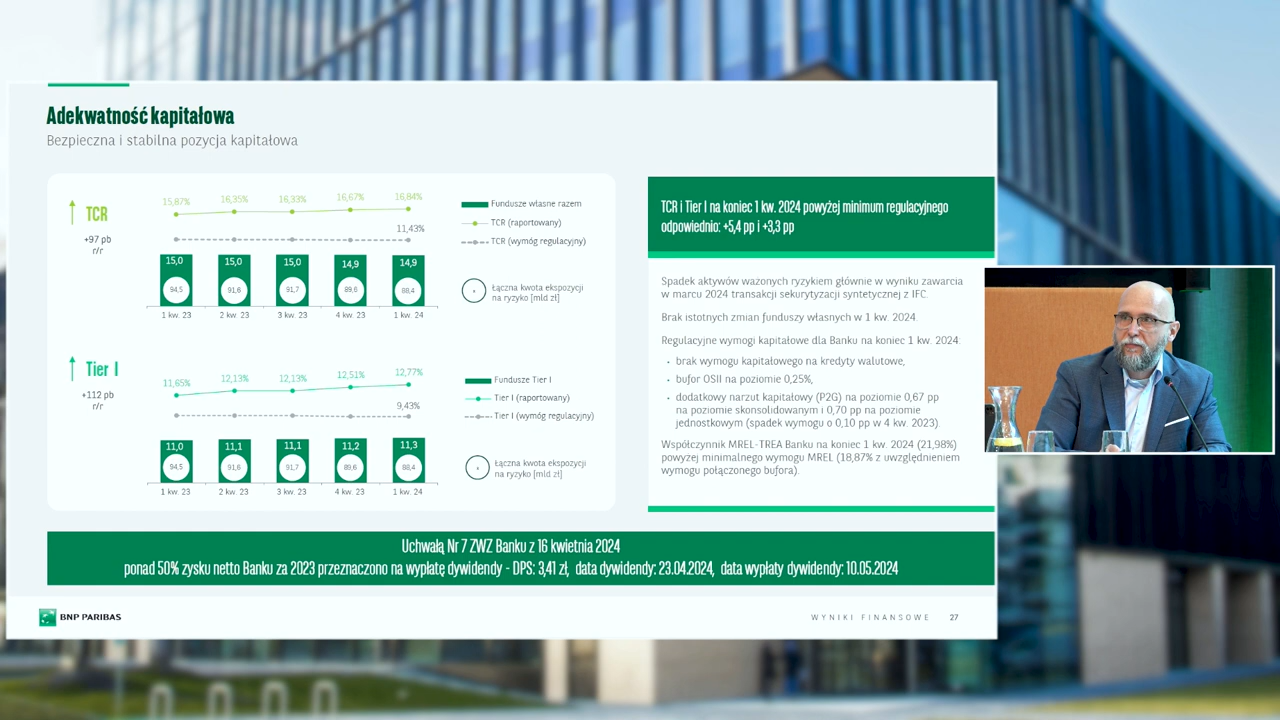 Adekwatność kapitałowa
Bezpieczna i stabilna pozycja kapitałowa
TCR
+97 pb
r/r
15,87% 16,35% 16,33% 16,67% 16,84%
11,43%
15,0 15,0 15,0 14,9 14,9
94,5 91,6 91,7 89,6 88,4
1 kw. 23 2 kw. 23 3 kw. 23 4 kw. 23 1 kw. 24
Fundusze własne razem
TCR (raportowany)
TCR (wymóg regulacyjny)
Łączna kwota ekspozycji
na ryzyko [mld zł]
Tier I
+112 pb
r/r
11,65% 12,13% 12,13% 12,51% 12,77%
9,43%
11,0 11,1 11,1 11,2 11,3
94,5 91,6 91,7 89,6 88,4
1 kw. 23 2 kw. 23 3 kw. 23 4 kw. 23 1 kw. 24
Fundusze Tier I
Tier I (raportowany)
Tier I (wymóg regulacyjny)
Łączna kwota ekspozycji
na ryzyko [mld zł]
TCR i Tier I na koniec 1 kw. 2024 powyżej minimum regulacyjnego
odpowiednio: +5,4 pp i +3,3 pp
Spadek aktywów ważonych ryzykiem głównie w wyniku zawarcia
w marcu 2024 transakcji sekurytyzacji syntetycznej z IFC.
Brak istotnych zmian funduszy własnych w 1 kw. 2024.
Regulacyjne wymogi kapitałowe dla Banku na koniec 1 kw. 2024:
• brak wymogu kapitałowego na kredyty walutowe,
• bufor OSII na poziomie 0,25%,
• dodatkowy narzut kapitałowy (P2G) na poziomie 0,67 pp
na poziomie skonsolidowanym i 0,70 pp na poziomie
jednostkowym (spadek wymogu o 0,10 pp w 4 kw. 2023).
Współczynnik MREL-TREA Banku na koniec 1 kw. 2024 (21,98%)
powyżej minimalnego wymogu MREL (18,87% z uwzględnieniem
wymogu połączonego bufora).
Uchwałą Nr 7 ZWZ Banku z 16 kwietnia 2024
ponad 50% zysku netto Banku za 2023 przeznaczono na wypłatę dywidendy - DPS: 3,41 zł, data dywidendy: 23.04.2024, data wypłaty dywidendy: 10.05.2024
BNP PARIBAS
WYNIKI FINANSOWE 27